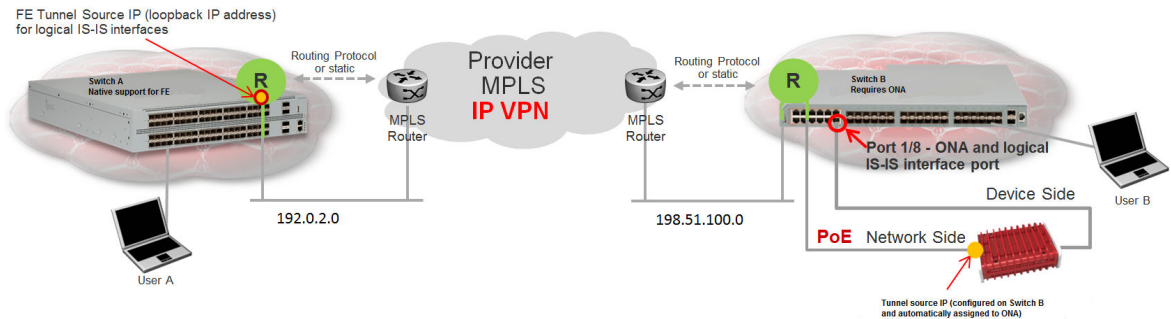 FE Tunnel Source IP (loopback IP address)
for logical IS-IS interfaces
Switch A
Native support for FE
R
Routing Protocol
or static
MPLS
Router
Provider
MPLS
IP VPN
Routing Protocol
or static
MPLS
Router
R
Switch B
Requires ONA
Port 1/8 - ONA and logical
IS-IS interface port
192.0.2.0
198.51.100.0
Device Side
User B
PoE Network Side
User A
Tunnel source IP (configured on Switch B
and automatically assigned to ONA)